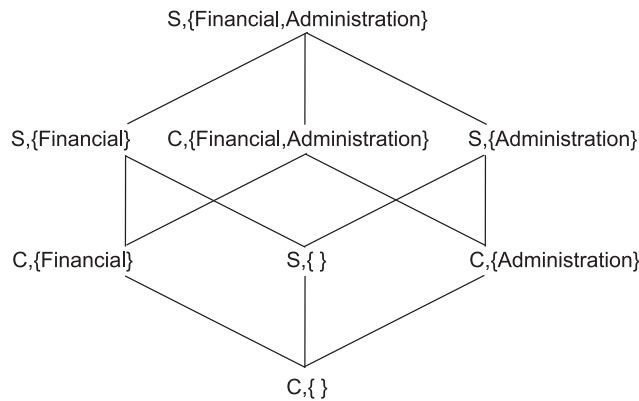 S,{Financial,Administration}
S,{Financial} C,{Financial,Administration} S,{Administration}
C,{Financial} S,{ } C,{Administration}
C,{ }